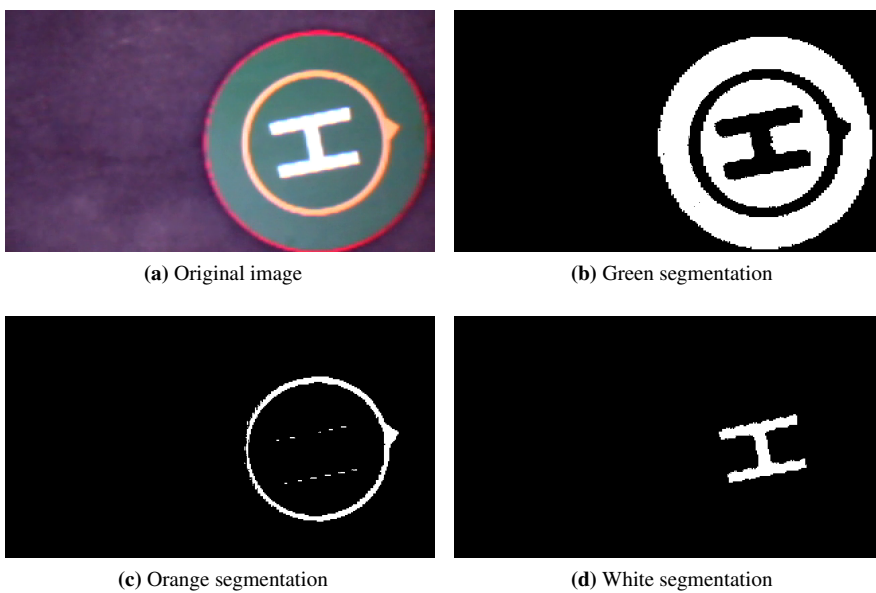 H
(a) Original image
(b) Green segmentation
(c) Orange segmentation
(d) White segmentation